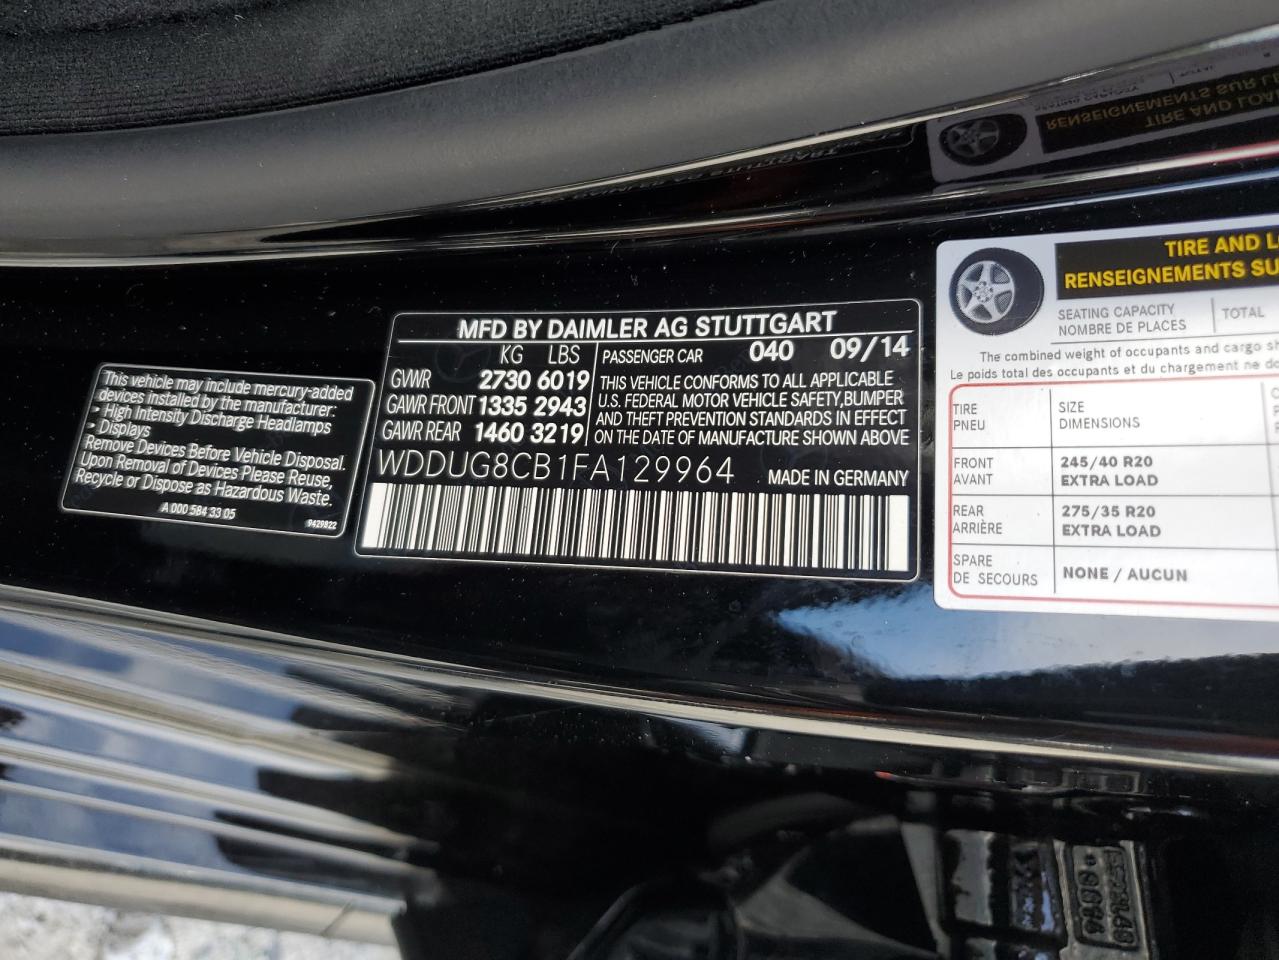 This vehicle may include mercury-added
devices installed by the manufacturer:
• High Intensity Discharge Headlamps
• Displays
Remove Devices Before Vehicle Disposal.
Upon Removal of Devices Please Reuse,
Recycle or Dispose as Hazardous Waste.
A 000 584 33 05
9429822
MFD BY DAIMLER AG STUTTGART
KG LBS
GVWR 2730 6019
GAWR FRONT 1335 2943
GAWR REAR 1460 3219
PASSENGER CAR 040 09/14
THIS VEHICLE CONFORMS TO ALL APPLICABLE
U.S. FEDERAL MOTOR VEHICLE SAFETY,BUMPER
AND THEFT PREVENTION STANDARDS IN EFFECT
ON THE DATE OF MANUFACTURE SHOWN ABOVE
WDDUG8CB1FA129964 MADE IN GERMANY
TIRE AND
RENSEIGNEMENTS
SEATING CAPACITY
NOMBRE DE PLACES
TOTAL
The combined weight of occupants and cargo
Le poids total des occupants et du chargement ne
TIRE
PNEU
SIZE
DIMENSIONS
FRONT
AVANT
245/40 R20
EXTRA LOAD
REAR
ARRIÈRE
275/35 R20
EXTRA LOAD
SPARE
DE SECOURS
NONE / AUCUN